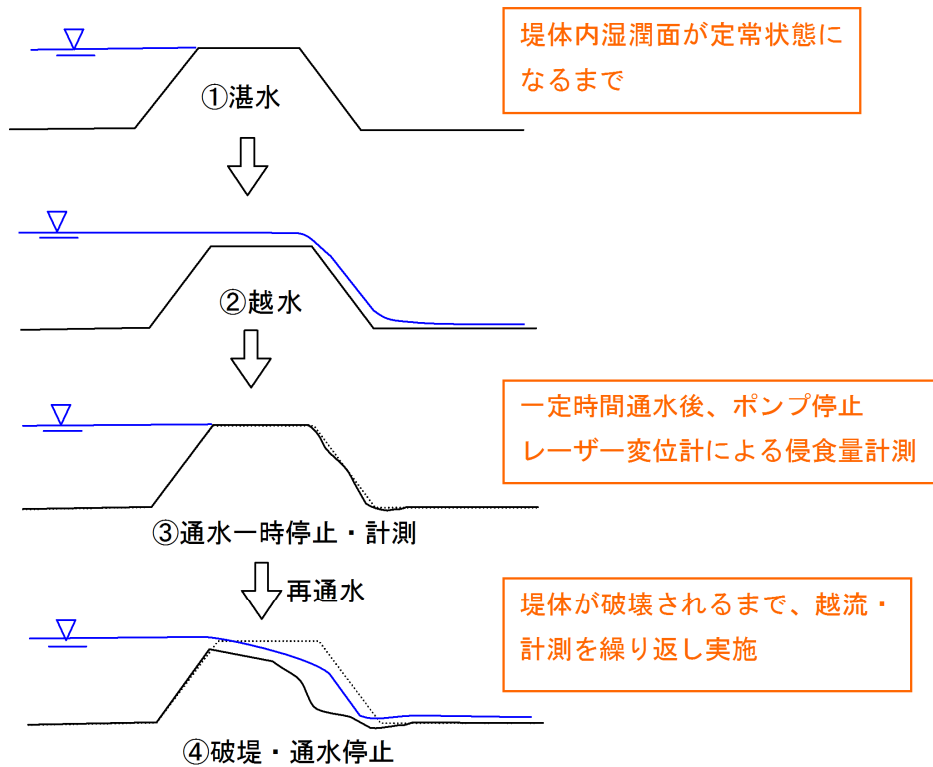 堤体内湿潤面が定常状態に
なるまで
①湛水
②越水
一定時間通水後、ポンプ停止
レーザー変位計による侵食量計測
③通水一時停止・計測
再通水
堤体が破壊されるまで、越流・
計測を繰り返し実施
④破堤・通水停止